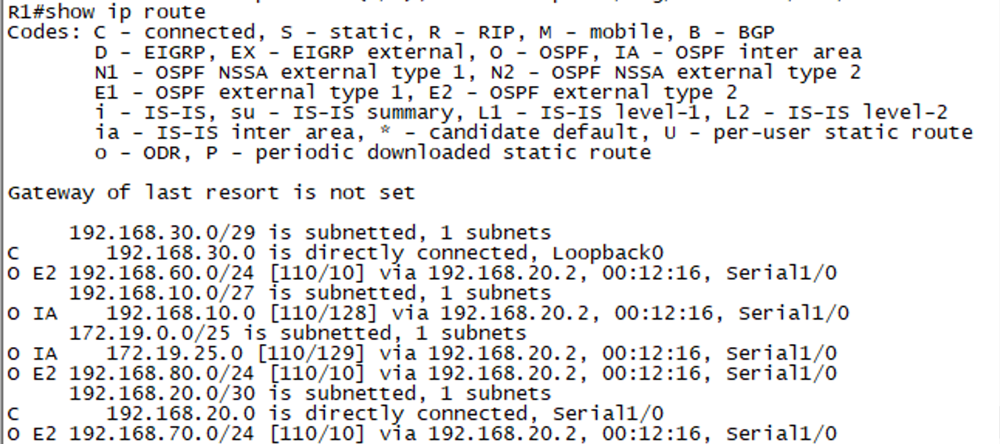 R1#show ip route
Codes: C - connected, S - static, R - RIP, M - mobile, B - BGP
       D - EIGRP, EX - EIGRP external, O - OSPF, IA - OSPF inter area
       N1 - OSPF NSSA external type 1, N2 - OSPF NSSA external type 2
       E1 - OSPF external type 1, E2 - OSPF external type 2
       i - IS-IS, su - IS-IS summary, L1 - IS-IS level-1, L2 - IS-IS level-2
       ia - IS-IS inter area, * - candidate default, U - per-user static route
       o - ODR, P - periodic downloaded static route
Gateway of last resort is not set
     192.168.30.0/29 is subnetted, 1 subnets
C       192.168.30.0 is directly connected, Loopback0
O E2 192.168.60.0/24 [110/10] via 192.168.20.2, 00:12:16, Serial1/0
     192.168.10.0/27 is subnetted, 1 subnets
O IA    192.168.10.0 [110/128] via 192.168.20.2, 00:12:16, Serial1/0
     172.19.0.0/25 is subnetted, 1 subnets
O IA    172.19.25.0 [110/129] via 192.168.20.2, 00:12:16, Serial1/0
O E2 192.168.80.0/24 [110/10] via 192.168.20.2, 00:12:16, Serial1/0
     192.168.20.0/30 is subnetted, 1 subnets
C       192.168.20.0 is directly connected, Serial1/0
O E2 192.168.70.0/24 [110/10] via 192.168.20.2, 00:12:16, Serial1/0